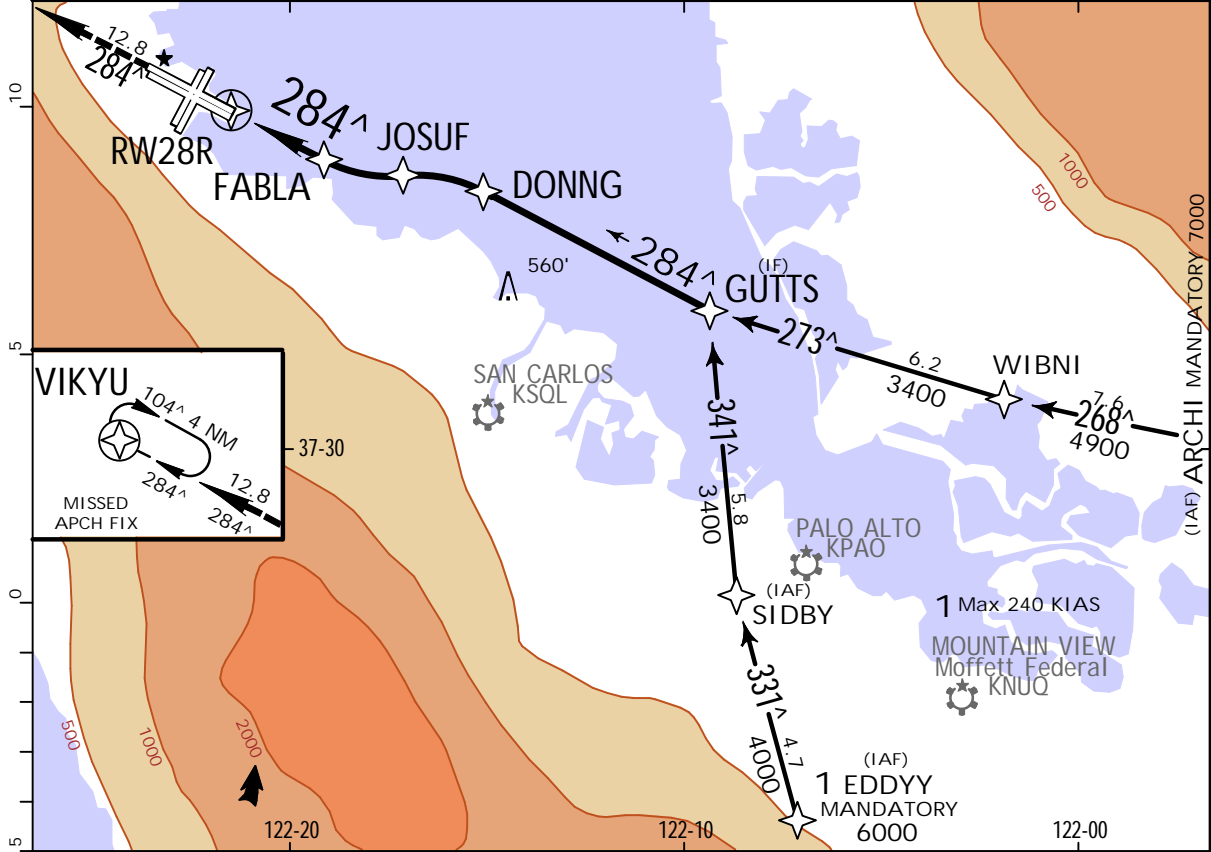 12.8
284^
10
284^
JOSUF
RW28R
FABLA
DONNG
1000
500
560'
284^
(IF)
GUTTS
273^
6.2
3400
WIBNI
7.6
268^
4900
(IAF) ARCHI MANDATORY 7000
5
VIKYU
104^ 4 NM
284^
12.8
284^
MISSED
APCH FIX
37-30
SAN CARLOS
KSQL
341^
5.8
3400
PALO ALTO
KPAO
0
(IAF)
SIDBY
1 Max 240 KIAS
MOUNTAIN VIEW
Moffett Federal
KNUQ
331^
4.7
4000
500
1000
2000
(IAF)
1 EDDYY
MANDATORY
6000
5
122-20
122-10
122-00